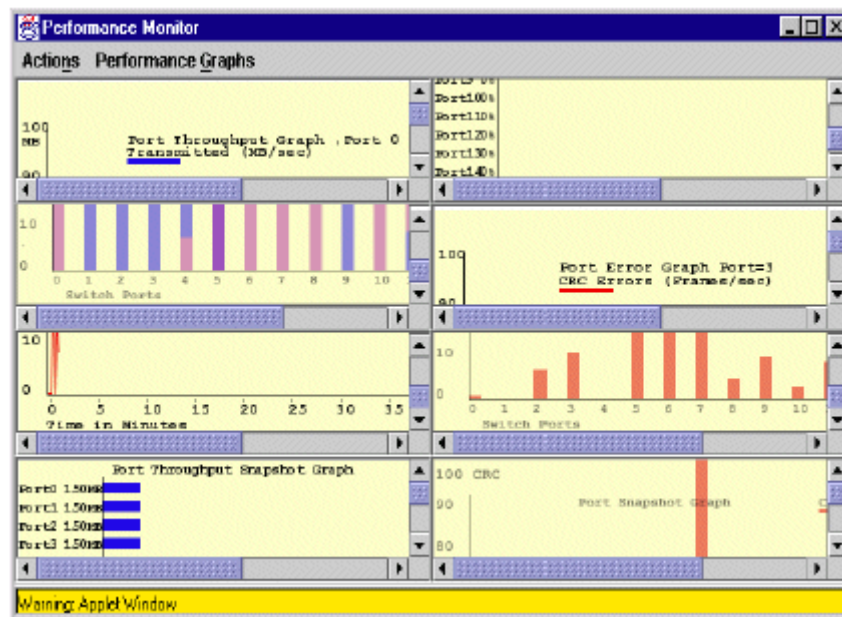 Performance Monitor
Actions Performance Graphs
100
MB
90
Port Throughput Graph , Port 0
Transmitted (MB/sec)
Port100%
Port110%
Port120%
Port130%
Port140%
10
0
0 1 2 3 4 5 6 7 8 9 10
Switch Ports
100
90
Port Error Graph Port=3
CRC Errors (Frames/sec)
10
0
0 5 10 15 20 25 30 35
Time in Minutes
10
0
0 1 2 3 4 5 6 7 8 9 10
Switch Ports
Port Throughput Snapshot Graph
Port0 1.50MB
Port1 1.50MB
Port2 1.50MB
Port3 1.50MB
100 CRC
90
80
Port Snapshot Graph
Warning: Applet Window